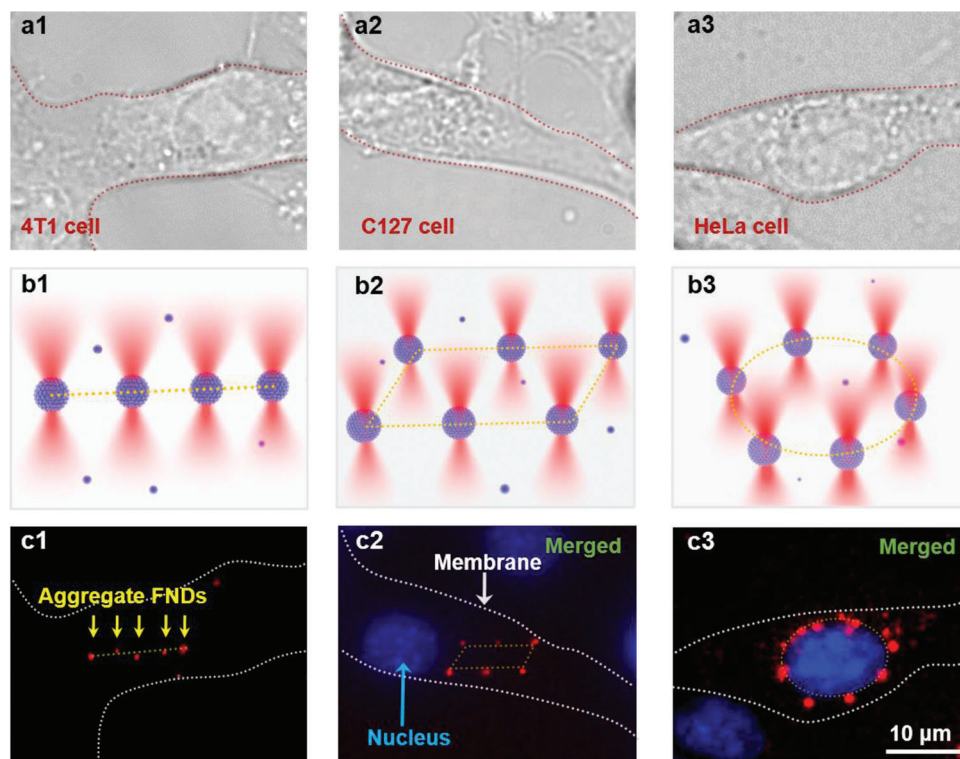 a1
a2
a3
4T1 cell
C127 cell
HeLa cell
b1
b2
b3
c1
c2
c3
Merged
Merged
Membrane
Aggregate FNDs
Nucleus
10 µm